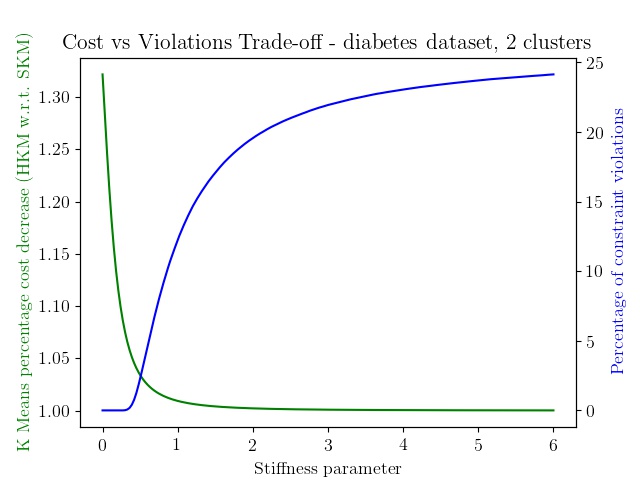 Cost vs Violations Trade-off - diabetes dataset, 2 clusters
K Means percentage cost decrease (HKM w.r.t. SKM)
1.30
1.25
1.20
1.15
1.10
1.05
1.00
25
20
15
10
5
0
Percentage of constraint violations
0 1 2 3 4 5 6
Stiffness parameter